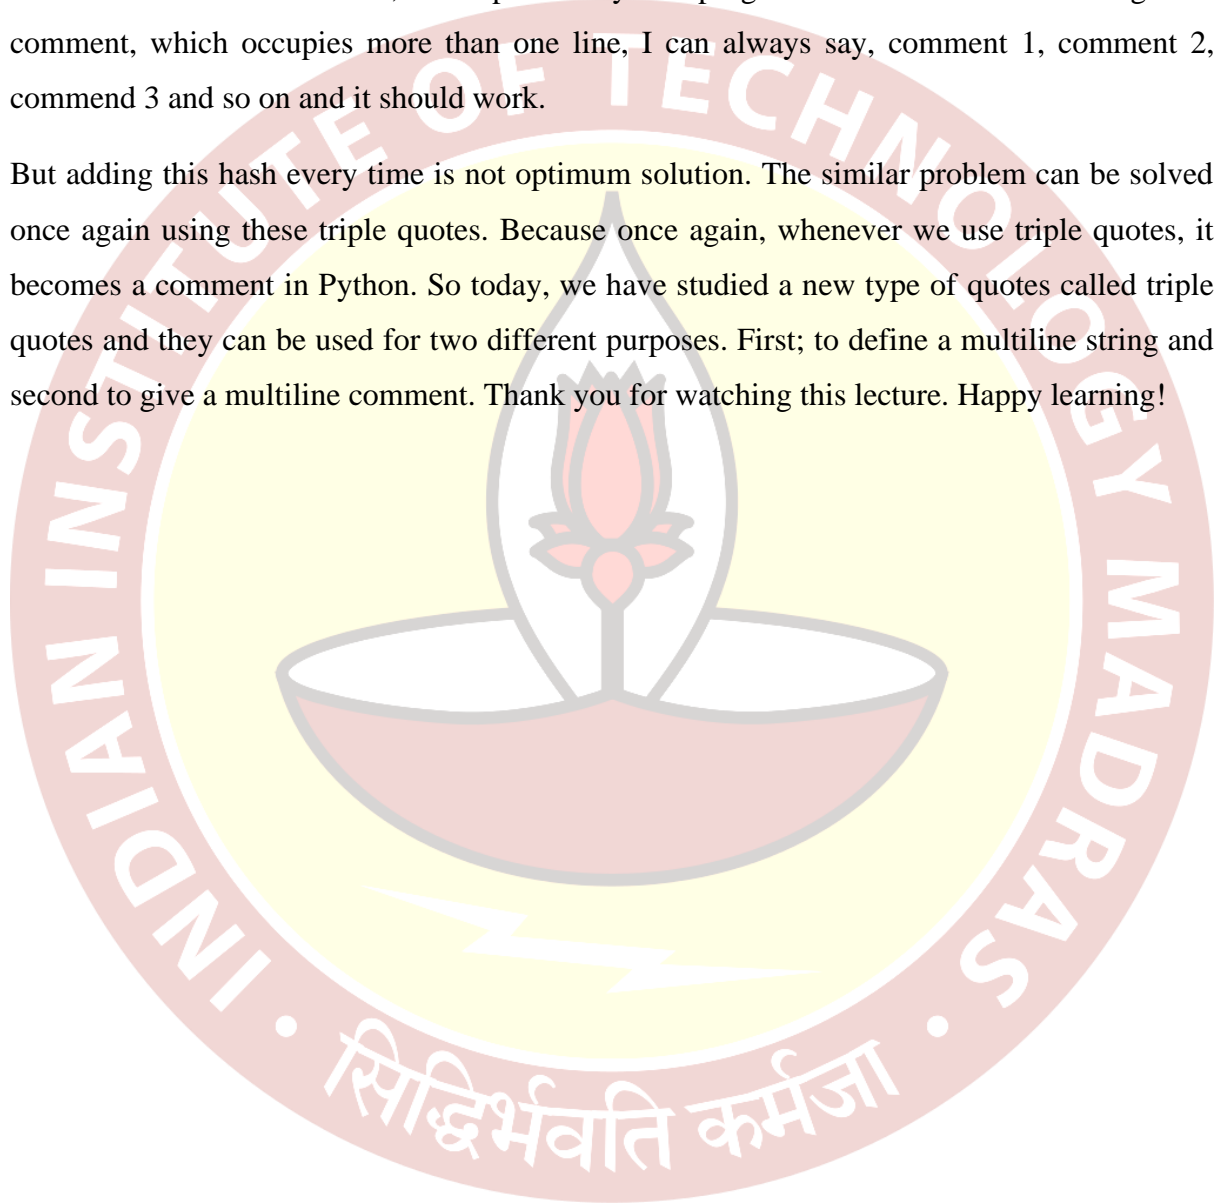 comment, which occupies more than one line, I can always say, comment 1, comment 2,
commend 3 and so on and it should work.
But adding this hash every time is not optimum solution. The similar problem can be solved
once again using these triple quotes. Because once again, whenever we use triple quotes, it
becomes a comment in Python. So today, we have studied a new type of quotes called triple
quotes and they can be used for two different purposes. First; to define a multiline string and
second to give a multiline comment. Thank you for watching this lecture. Happy learning!
INDIAN INSTITUTE OF TECHNOLOGY MADRAS
सिद्धिर्भवति कर्मजा